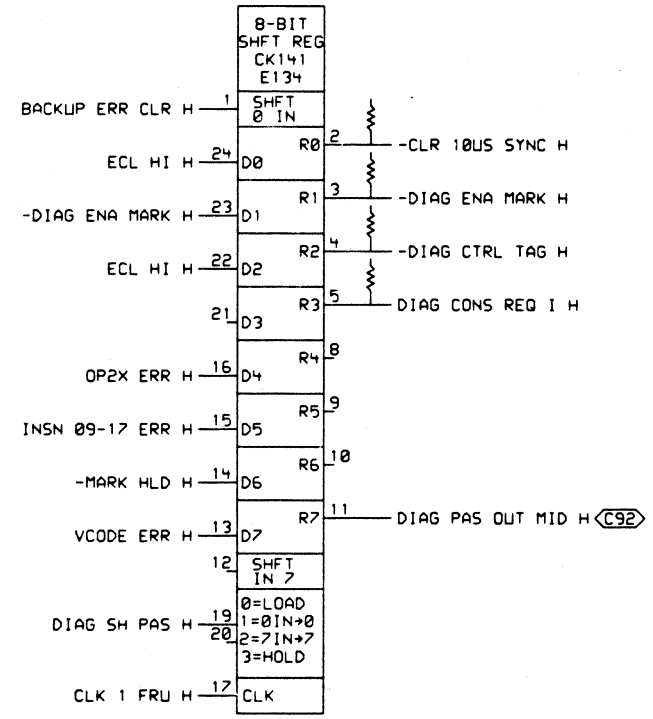 8-BIT
SHFT REG
CK141
E134
BACKUP ERR CLR H 1 SHFT
0 IN
R0 2 -CLR 10US SYNC H
ECL HI H 24 D0
R1 3 -DIAG ENA MARK H
-DIAG ENA MARK H 23 D1
R2 4 -DIAG CTRL TAG H
ECL HI H 22 D2
R3 5 DIAG CONS REQ I H
21 D3
R4 8
OP2X ERR H 16 D4
R5 9
INSN 09-17 ERR H 15 D5
R6 10
-MARK HLD H 14 D6
R7 11 DIAG PAS OUT MID H C92
VCODE ERR H 13 D7
12 SHFT
IN 7
0=LOAD
DIAG SH PAS H 19 1=0IN→0
20 2=7IN→7
3=HOLD
CLK 1 FRU H 17 CLK